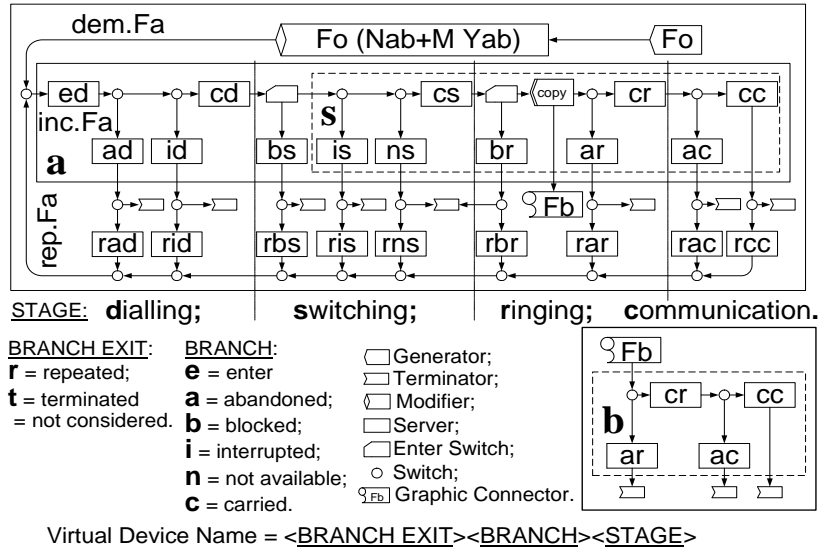 dem.Fa
Fo (Nab+M Yab)
Fo
ed
cd
s
cs
copy
cr
cc
inc.Fa
a
ad
id
bs
is
ns
br
ar
ac
Fb
rep.Fa
rad
rid
rbs
ris
rns
rbr
rar
rac
rcc
STAGE: dialling; switching; ringing; communication.
BRANCH EXIT:
r = repeated;
t = terminated
= not considered.
BRANCH:
e = enter
a = abandoned;
b = blocked;
i = interrupted;
n = not available;
c = carried.
Generator;
Terminator;
Modifier;
Server;
Enter Switch;
Switch;
Fb Graphic Connector.
Fb
cr
cc
b
ar
ac
Virtual Device Name = <BRANCH EXIT><BRANCH><STAGE>